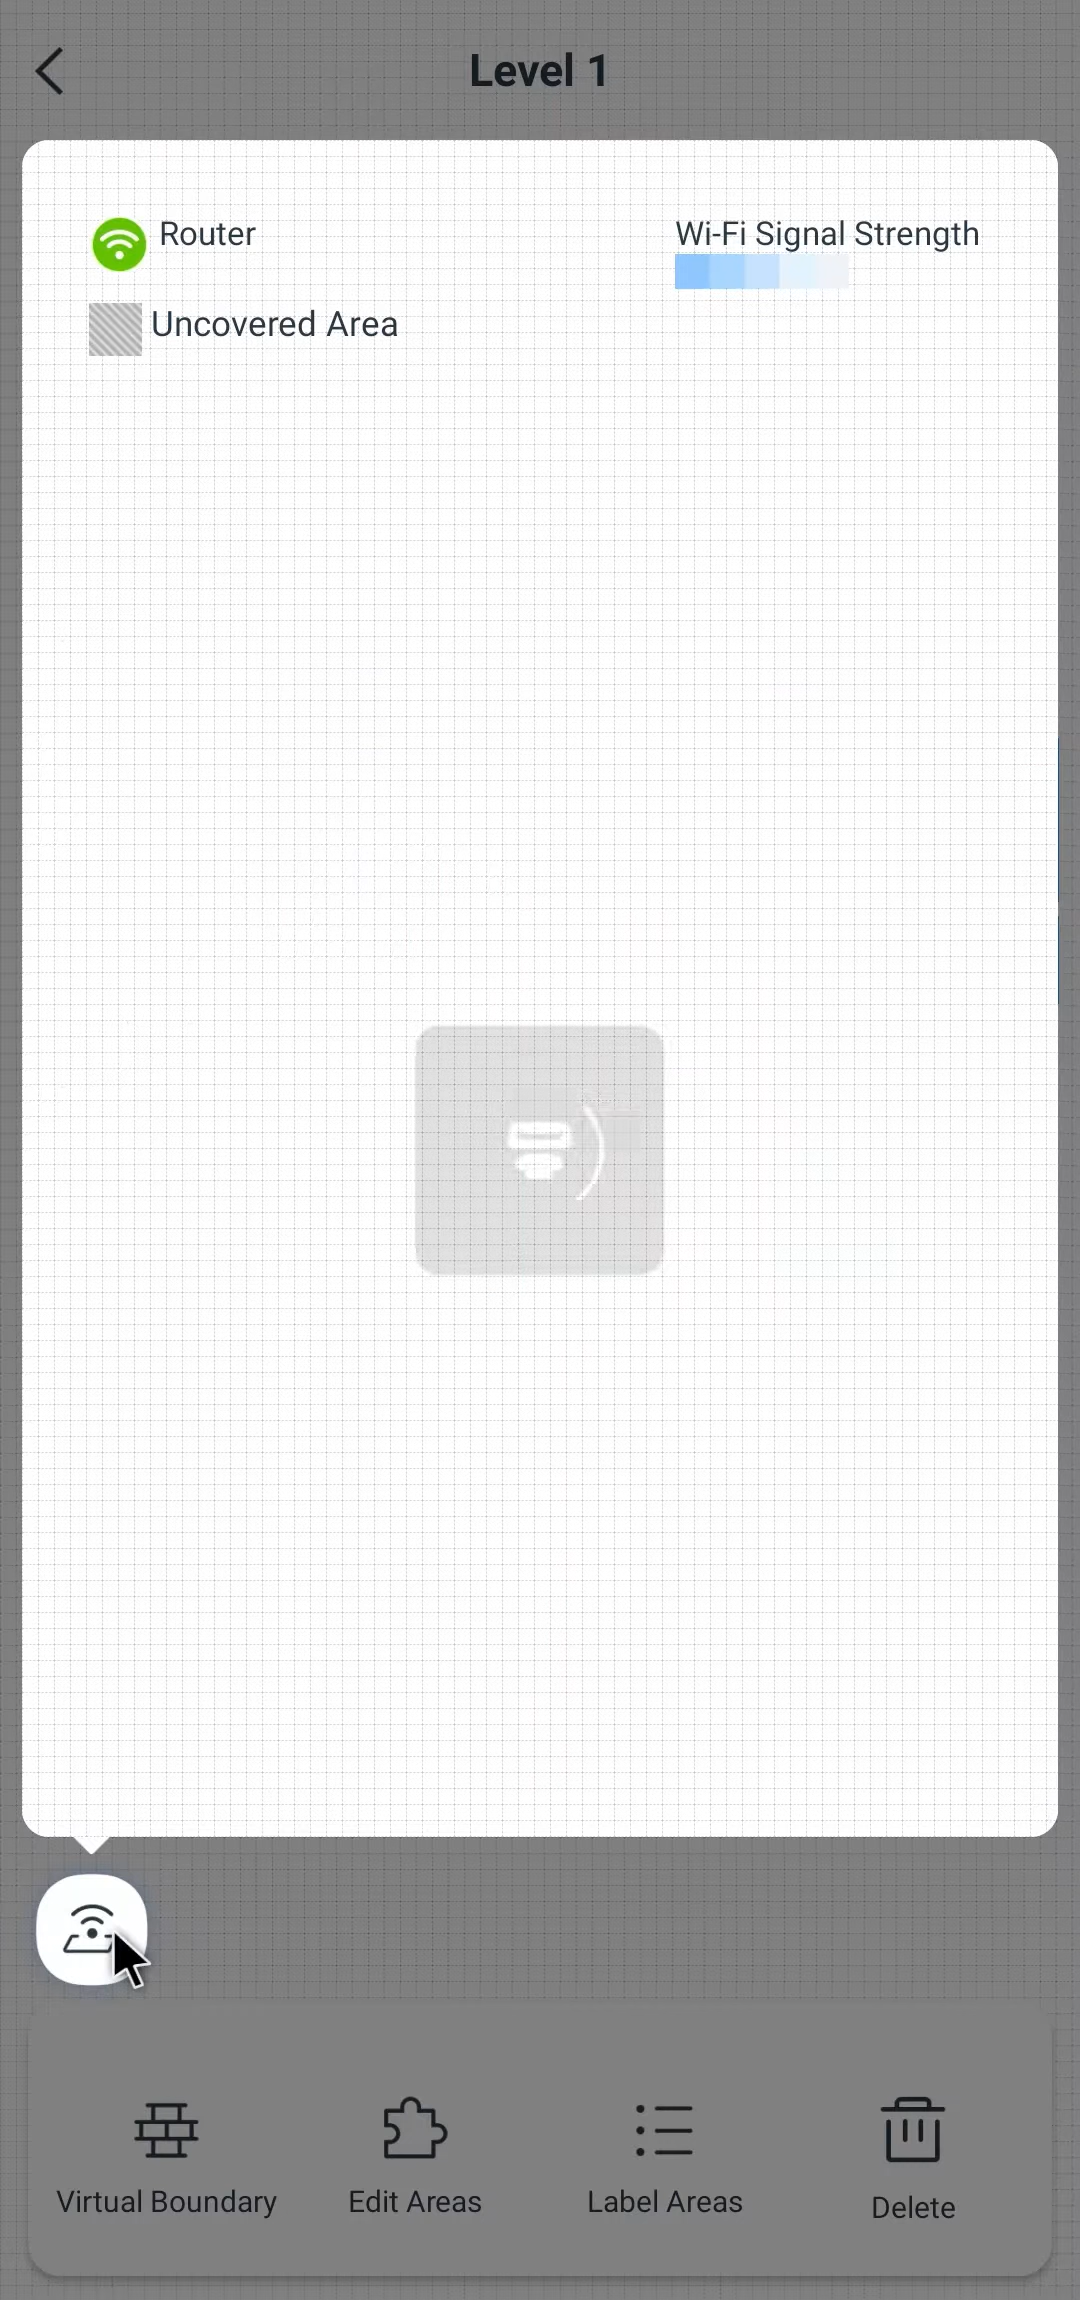 Level 1
Router
Wi-Fi Signal Strength
Uncovered Area
Virtual Boundary
Edit Areas
Label Areas
Delete